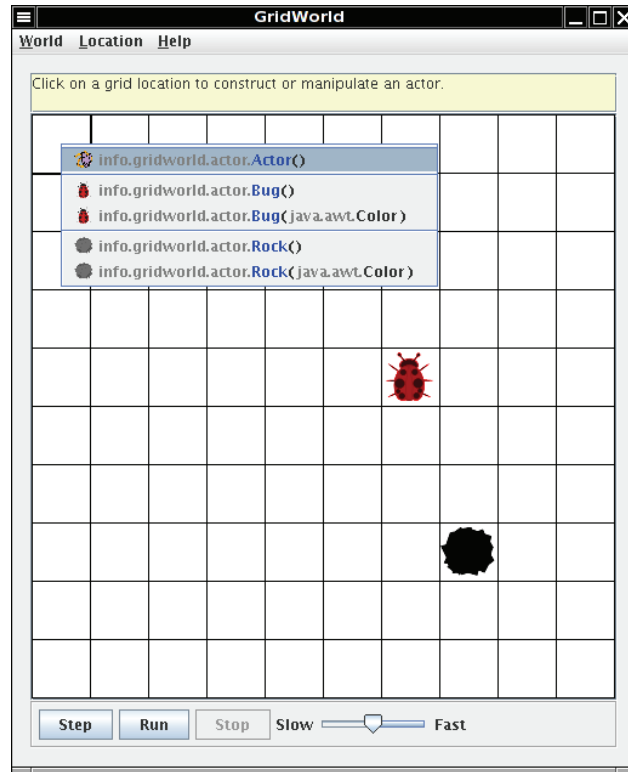 GridWorld
World Location Help
Click on a grid location to construct or manipulate an actor.
info.gridworld.actor.Actor()
info.gridworld.actor.Bug()
info.gridworld.actor.Bug(java.awt.Color)
info.gridworld.actor.Rock()
info.gridworld.actor.Rock(java.awt.Color)
Step Run Stop Slow Fast